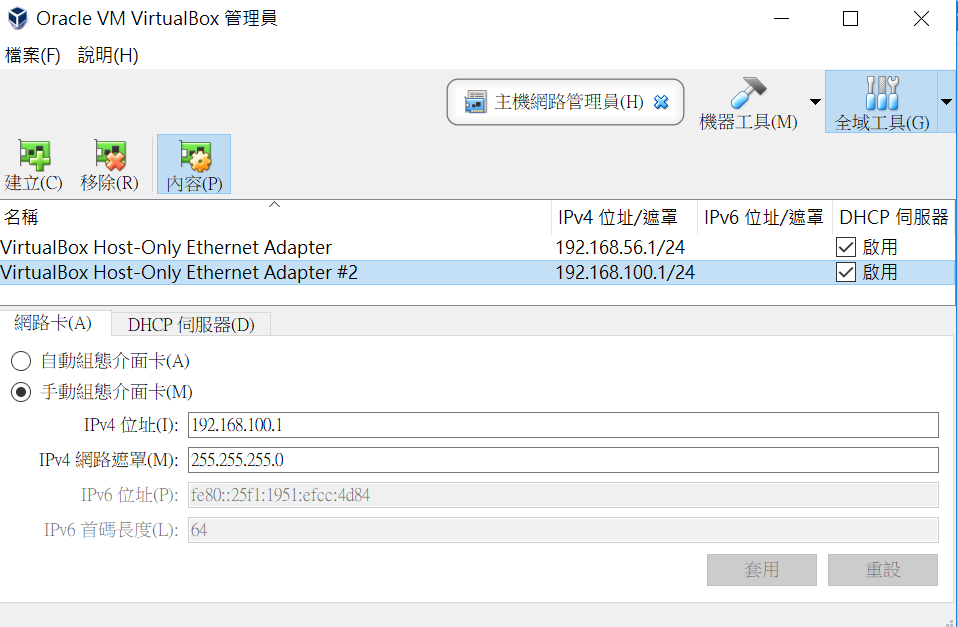 Oracle VM VirtualBox 管理員
檔案(F) 說明(H)
主機網路管理員(H) 機器工具(M) 全域工具(G)
建立(C) 移除(R) 內容(P)
名稱 IPv4 位址/遮罩 IPv6 位址/遮罩 DHCP 伺服器
VirtualBox Host-Only Ethernet Adapter 192.168.56.1/24 啟用
VirtualBox Host-Only Ethernet Adapter #2 192.168.100.1/24 啟用
網路卡(A) DHCP 伺服器(D)
自動組態介面卡(A)
手動組態介面卡(M)
IPv4 位址(I): 192.168.100.1
IPv4 網路遮罩(M): 255.255.255.0
IPv6 位址(P): fe80::25f1:1951:efcc:4d84
IPv6 首碼長度(L): 64
套用 重設